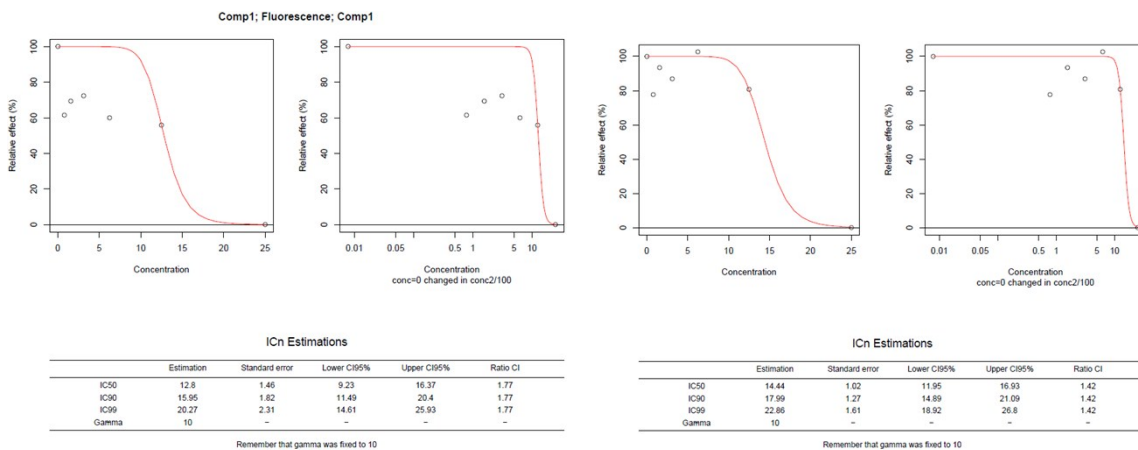 Comp1; Fluorescence; Comp1
Relative effect (%)
100
80
60
40
20
0
0 5 10 15 20 25
Concentration
Relative effect (%)
100
80
60
40
20
0
0.01 0.05 0.5 1 5 10
Concentration
conc=0 changed in conc2/100
ICn Estimations
Estimation Standard error Lower CI95% Upper CI95% Ratio CI
IC50 12.8 1.46 9.23 16.37 1.77
IC90 15.95 1.82 11.49 20.4 1.77
IC99 20.27 2.31 14.61 25.93 1.77
Gamma 10 − − − −
Remember that gamma was fixed to 10
Relative effect (%)
100
80
60
40
20
0
0 5 10 15 20 25
Concentration
Relative effect (%)
100
80
60
40
20
0
0.01 0.05 0.5 1 5 10
Concentration
conc=0 changed in conc2/100
ICn Estimations
Estimation Standard error Lower CI95% Upper CI95% Ratio CI
IC50 14.44 1.02 11.95 16.93 1.42
IC90 17.99 1.27 14.89 21.09 1.42
IC99 22.86 1.61 18.92 26.8 1.42
Gamma 10 − − − −
Remember that gamma was fixed to 10